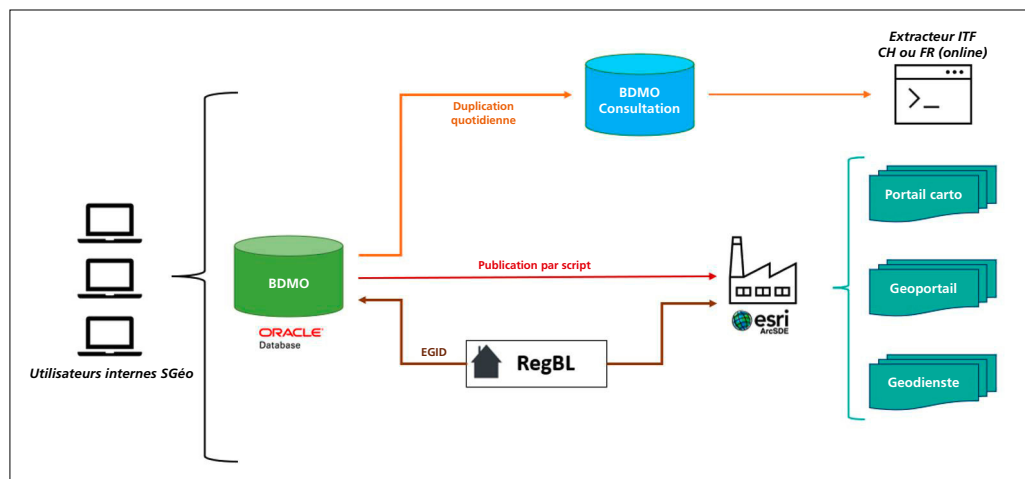 Extracteur ITF
CH ou FR (online)
>_
BDMO
Consultation
Duplication
quotidienne
Portail carto
BDMO
Publication par script
Geoportail
ORACLE®
Database
esri
ArcSDE
EGID
RegBL
Utilisateurs internes SGéo
Geodienste